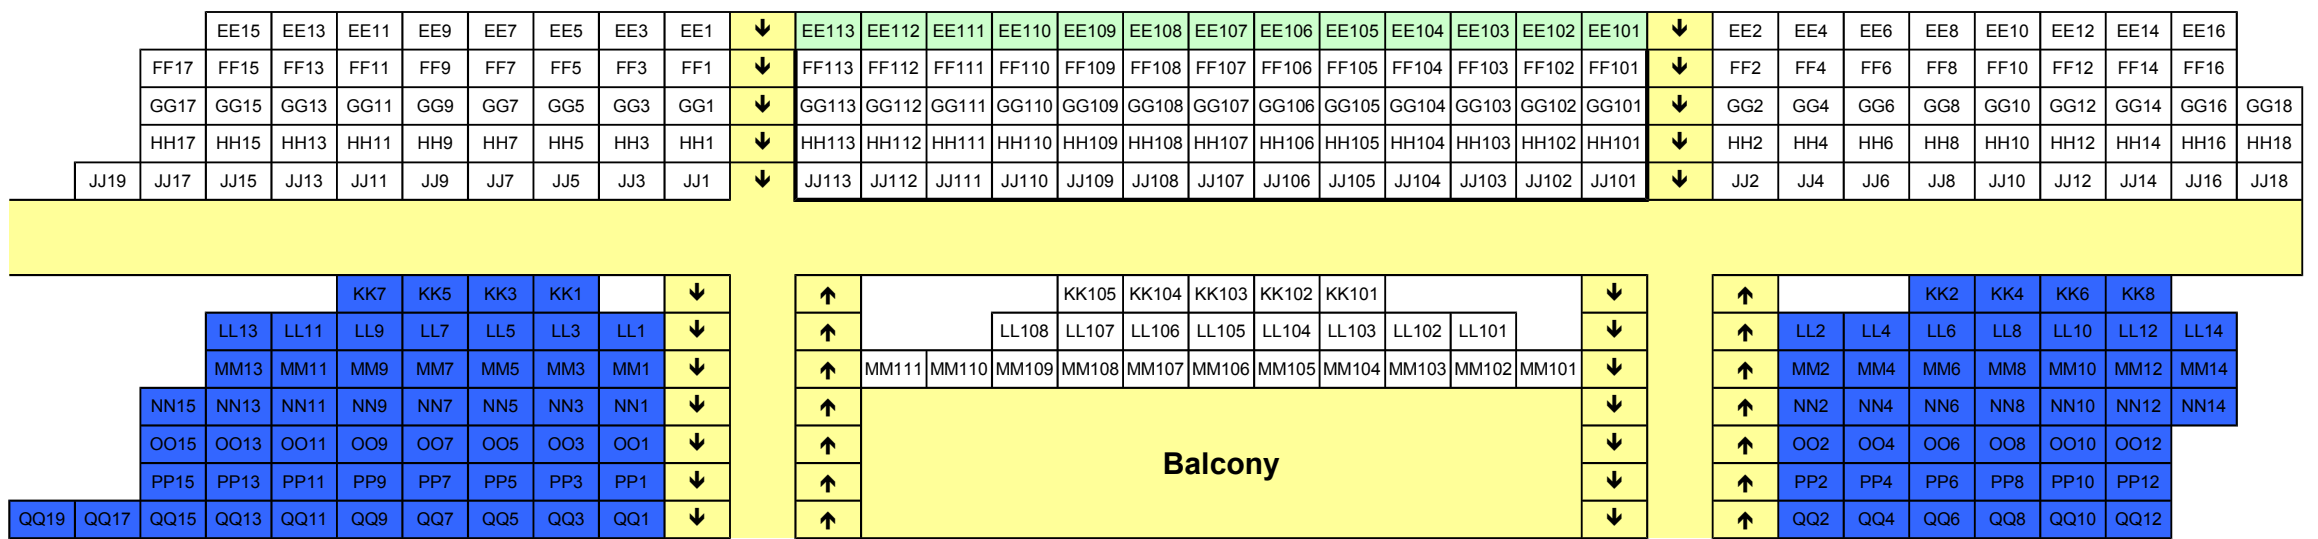 EE15 EE13 EE11 EE9 EE7 EE5 EE3 EE1 ↓ EE113 EE112 EE111 EE110 EE109 EE108 EE107 EE106 EE105 EE104 EE103 EE102 EE101 ↓ EE2 EE4 EE6 EE8 EE10 EE12 EE14 EE16
FF17 FF15 FF13 FF11 FF9 FF7 FF5 FF3 FF1 ↓ FF113 FF112 FF111 FF110 FF109 FF108 FF107 FF106 FF105 FF104 FF103 FF102 FF101 ↓ FF2 FF4 FF6 FF8 FF10 FF12 FF14 FF16
GG17 GG15 GG13 GG11 GG9 GG7 GG5 GG3 GG1 ↓ GG113 GG112 GG111 GG110 GG109 GG108 GG107 GG106 GG105 GG104 GG103 GG102 GG101 ↓ GG2 GG4 GG6 GG8 GG10 GG12 GG14 GG16 GG18
HH17 HH15 HH13 HH11 HH9 HH7 HH5 HH3 HH1 ↓ HH113 HH112 HH111 HH110 HH109 HH108 HH107 HH106 HH105 HH104 HH103 HH102 HH101 ↓ HH2 HH4 HH6 HH8 HH10 HH12 HH14 HH16 HH18
JJ19 JJ17 JJ15 JJ13 JJ11 JJ9 JJ7 JJ5 JJ3 JJ1 ↓ JJ113 JJ112 JJ111 JJ110 JJ109 JJ108 JJ107 JJ106 JJ105 JJ104 JJ103 JJ102 JJ101 ↓ JJ2 JJ4 JJ6 JJ8 JJ10 JJ12 JJ14 JJ16 JJ18
KK7 KK5 KK3 KK1 ↓ ↑ KK105 KK104 KK103 KK102 KK101 ↓ ↑ KK2 KK4 KK6 KK8
LL13 LL11 LL9 LL7 LL5 LL3 LL1 ↓ ↑ LL108 LL107 LL106 LL105 LL104 LL103 LL102 LL101 ↓ ↑ LL2 LL4 LL6 LL8 LL10 LL12 LL14
MM13 MM11 MM9 MM7 MM5 MM3 MM1 ↓ ↑ MM111 MM110 MM109 MM108 MM107 MM106 MM105 MM104 MM103 MM102 MM101 ↓ ↑ MM2 MM4 MM6 MM8 MM10 MM12 MM14
NN15 NN13 NN11 NN9 NN7 NN5 NN3 NN1 ↓ ↑ ↓ ↑ NN2 NN4 NN6 NN8 NN10 NN12 NN14
OO15 OO13 OO11 OO9 OO7 OO5 OO3 OO1 ↓ ↑ ↓ ↑ OO2 OO4 OO6 OO8 OO10 OO12
Balcony
PP15 PP13 PP11 PP9 PP7 PP5 PP3 PP1 ↓ ↑ ↓ ↑ PP2 PP4 PP6 PP8 PP10 PP12
QQ19 QQ17 QQ15 QQ13 QQ11 QQ9 QQ7 QQ5 QQ3 QQ1 ↓ ↑ ↓ ↑ QQ2 QQ4 QQ6 QQ8 QQ10 QQ12